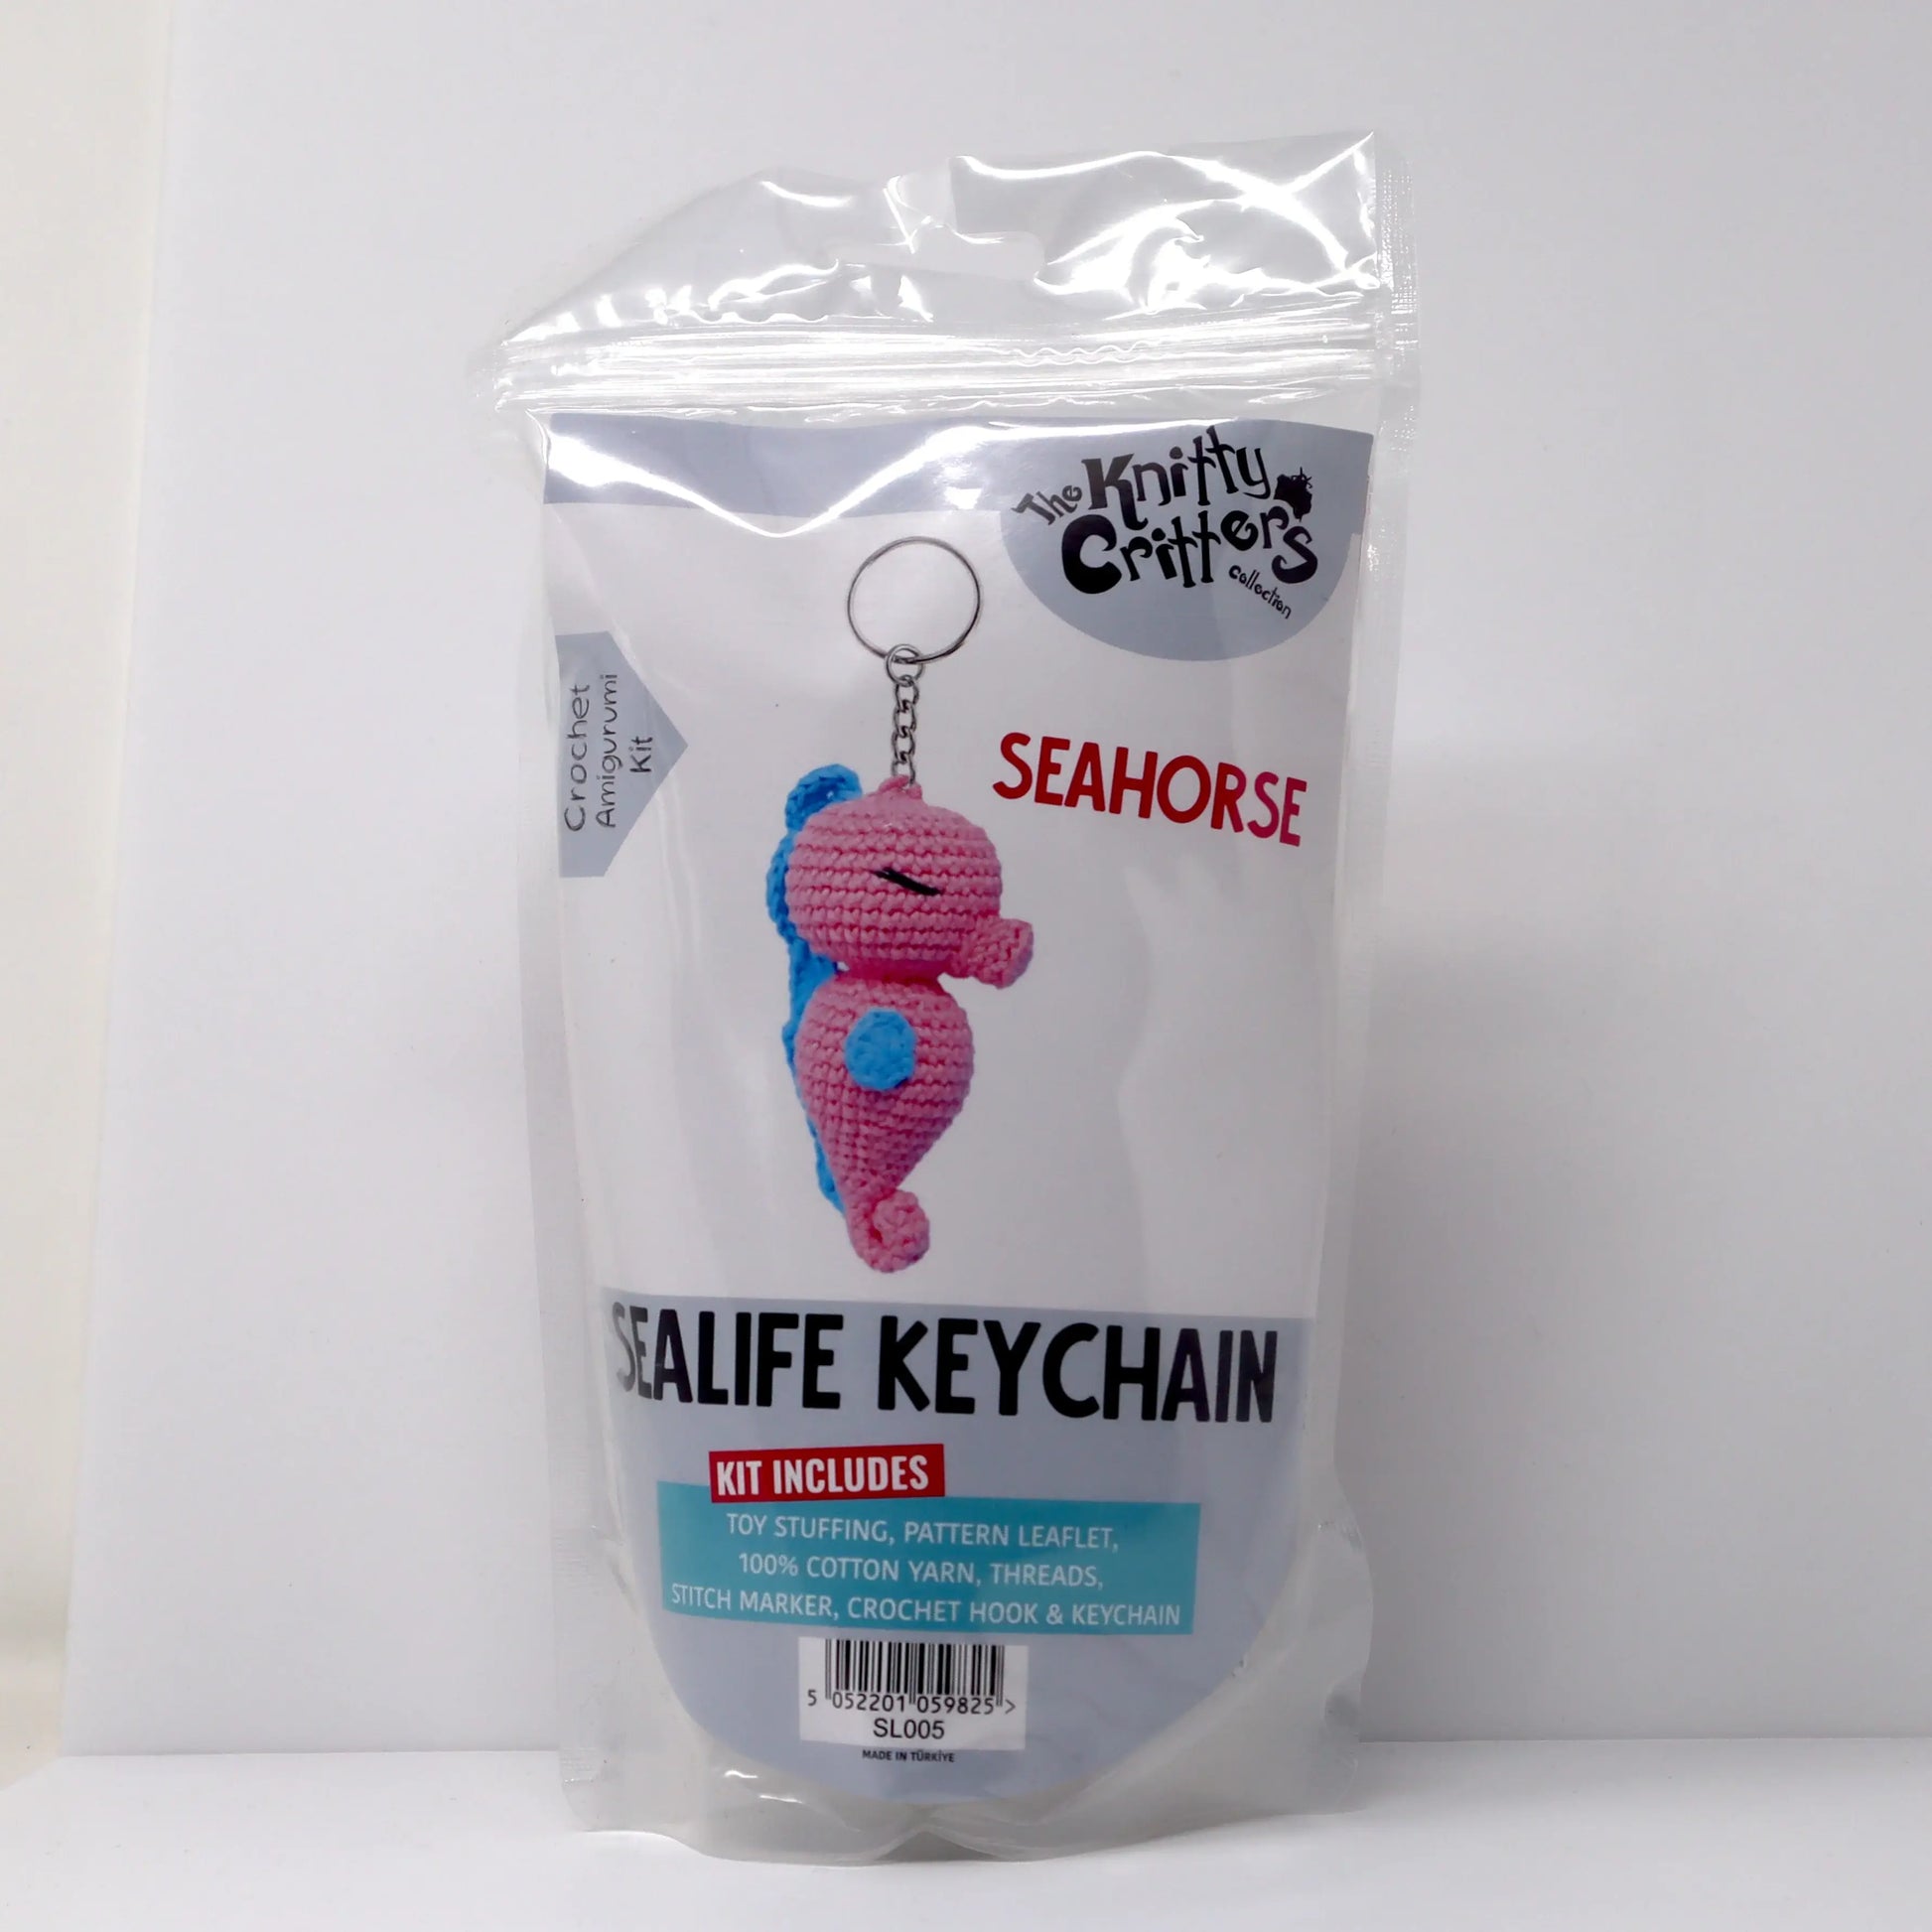 The Knitty
Critters
collection
Crochet
Amigurumi
Kit
SEAHORSE
SEALIFE KEYCHAIN
KIT INCLUDES
TOY STUFFING, PATTERN LEAFLET,
100% COTTON YARN, THREADS,
STITCH MARKER, CROCHET HOOK & KEYCHAIN
5 052201 059825 >
SL005
MADE IN TÜRKİYE